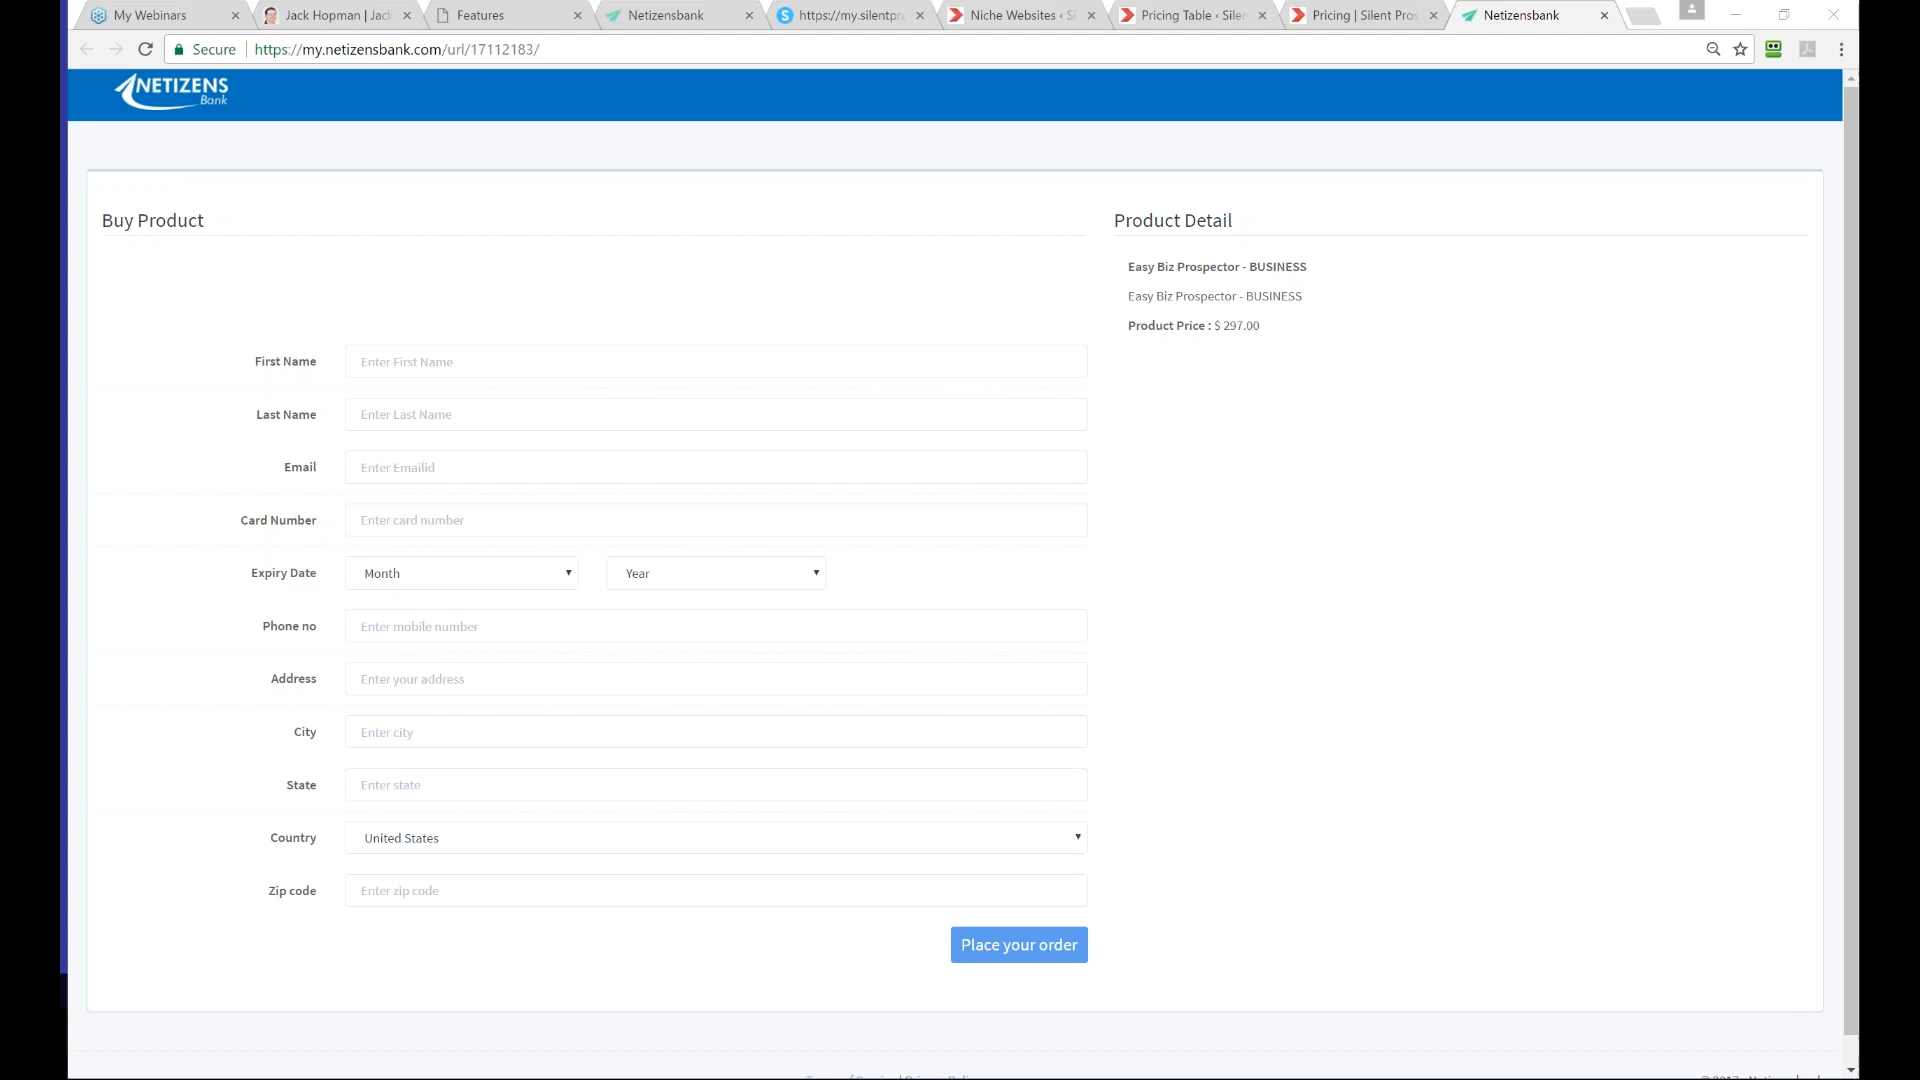 My Webinars
Jack Hopman | Jack
Features
Netizensbank
https://my.silentpro
Niche Websites ‹ Si
Pricing Table ‹ Silen
Pricing | Silent Pros
Netizensbank
Secure
https://my.netizensbank.com/url/17112183/
NETIZENS
Bank
Buy Product
Product Detail
Easy Biz Prospector - BUSINESS
Easy Biz Prospector - BUSINESS
Product Price : $ 297.00
First Name
Enter First Name
Last Name
Enter Last Name
Email
Enter Emailid
Card Number
Enter card number
Expiry Date
Month
Year
Phone no
Enter mobile number
Address
Enter your address
City
Enter city
State
Enter state
Country
United States
Zip code
Enter zip code
Place your order